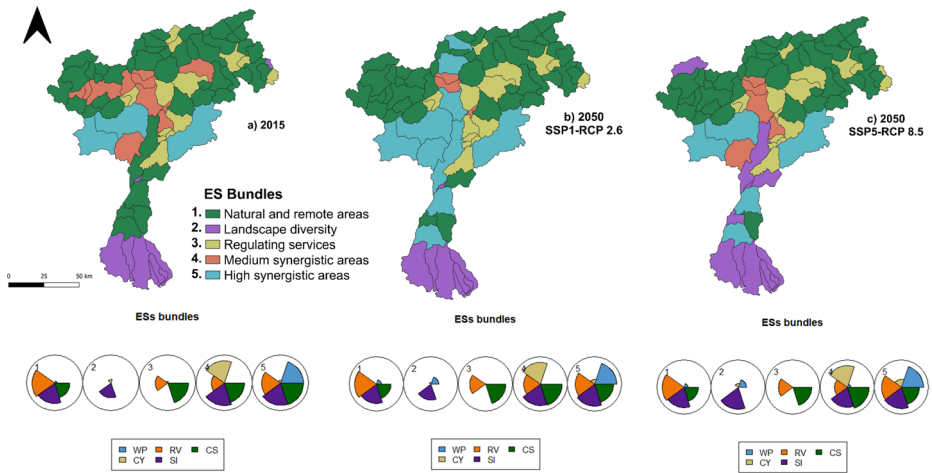 a) 2015
b) 2050
SSP1-RCP 2.6
c) 2050
SSP5-RCP 8.5
ES Bundles
1. Natural and remote areas
2. Landscape diversity
3. Regulating services
4. Medium synergistic areas
5. High synergistic areas
0 25 50 km
ESs bundles
ESs bundles
ESs bundles
1 2 3 4 5
1 2 3 4 5
1 2 3 4 5
WP RV CS
CY SI
WP RV CS
CY SI
WP RV CS
CY SI